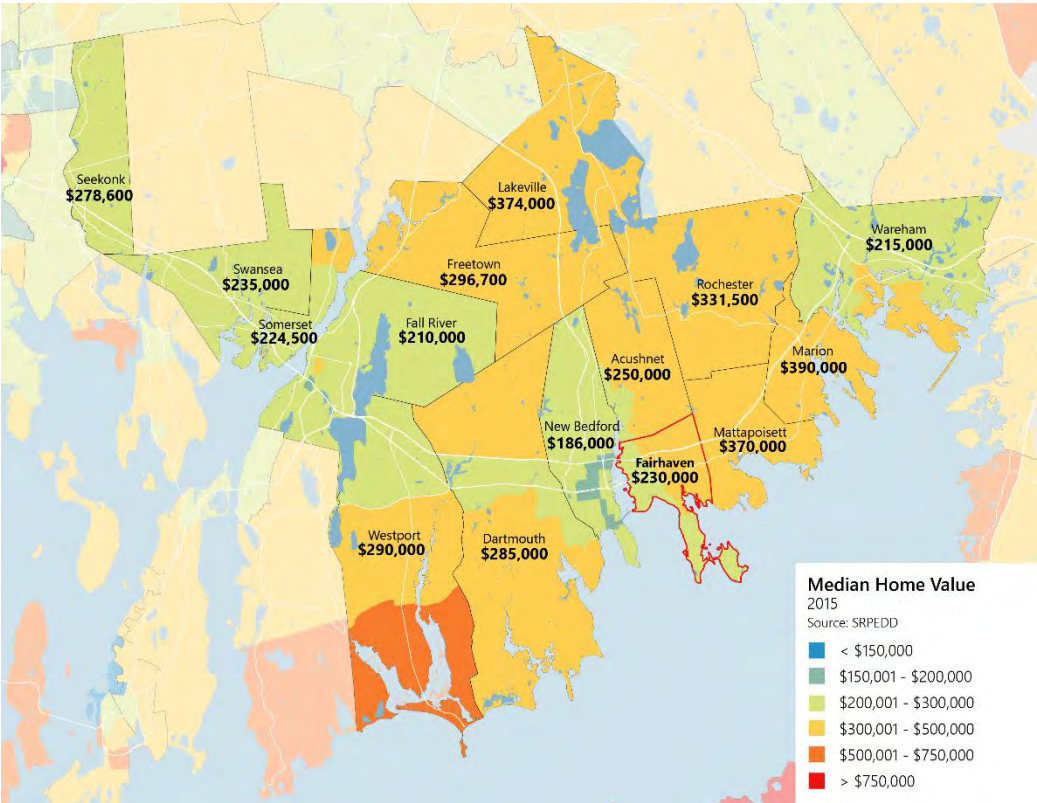 Seekonk
$278,600
Lakeville
$374,000
Wareham
$215,000
Swansea
$235,000
Freetown
$296,700
Rochester
$331,500
Somerset
$224,500
Fall River
$210,000
Acushnet
$250,000
Marion
$390,000
New Bedford
$186,000
Mattapoisett
$370,000
Fairhaven
$230,000
Westport
$290,000
Dartmouth
$285,000
Median Home Value
2015
Source: SRPEDD
< $150,000
$150,001 - $200,000
$200,001 - $300,000
$300,001 - $500,000
$500,001 - $750,000
> $750,000